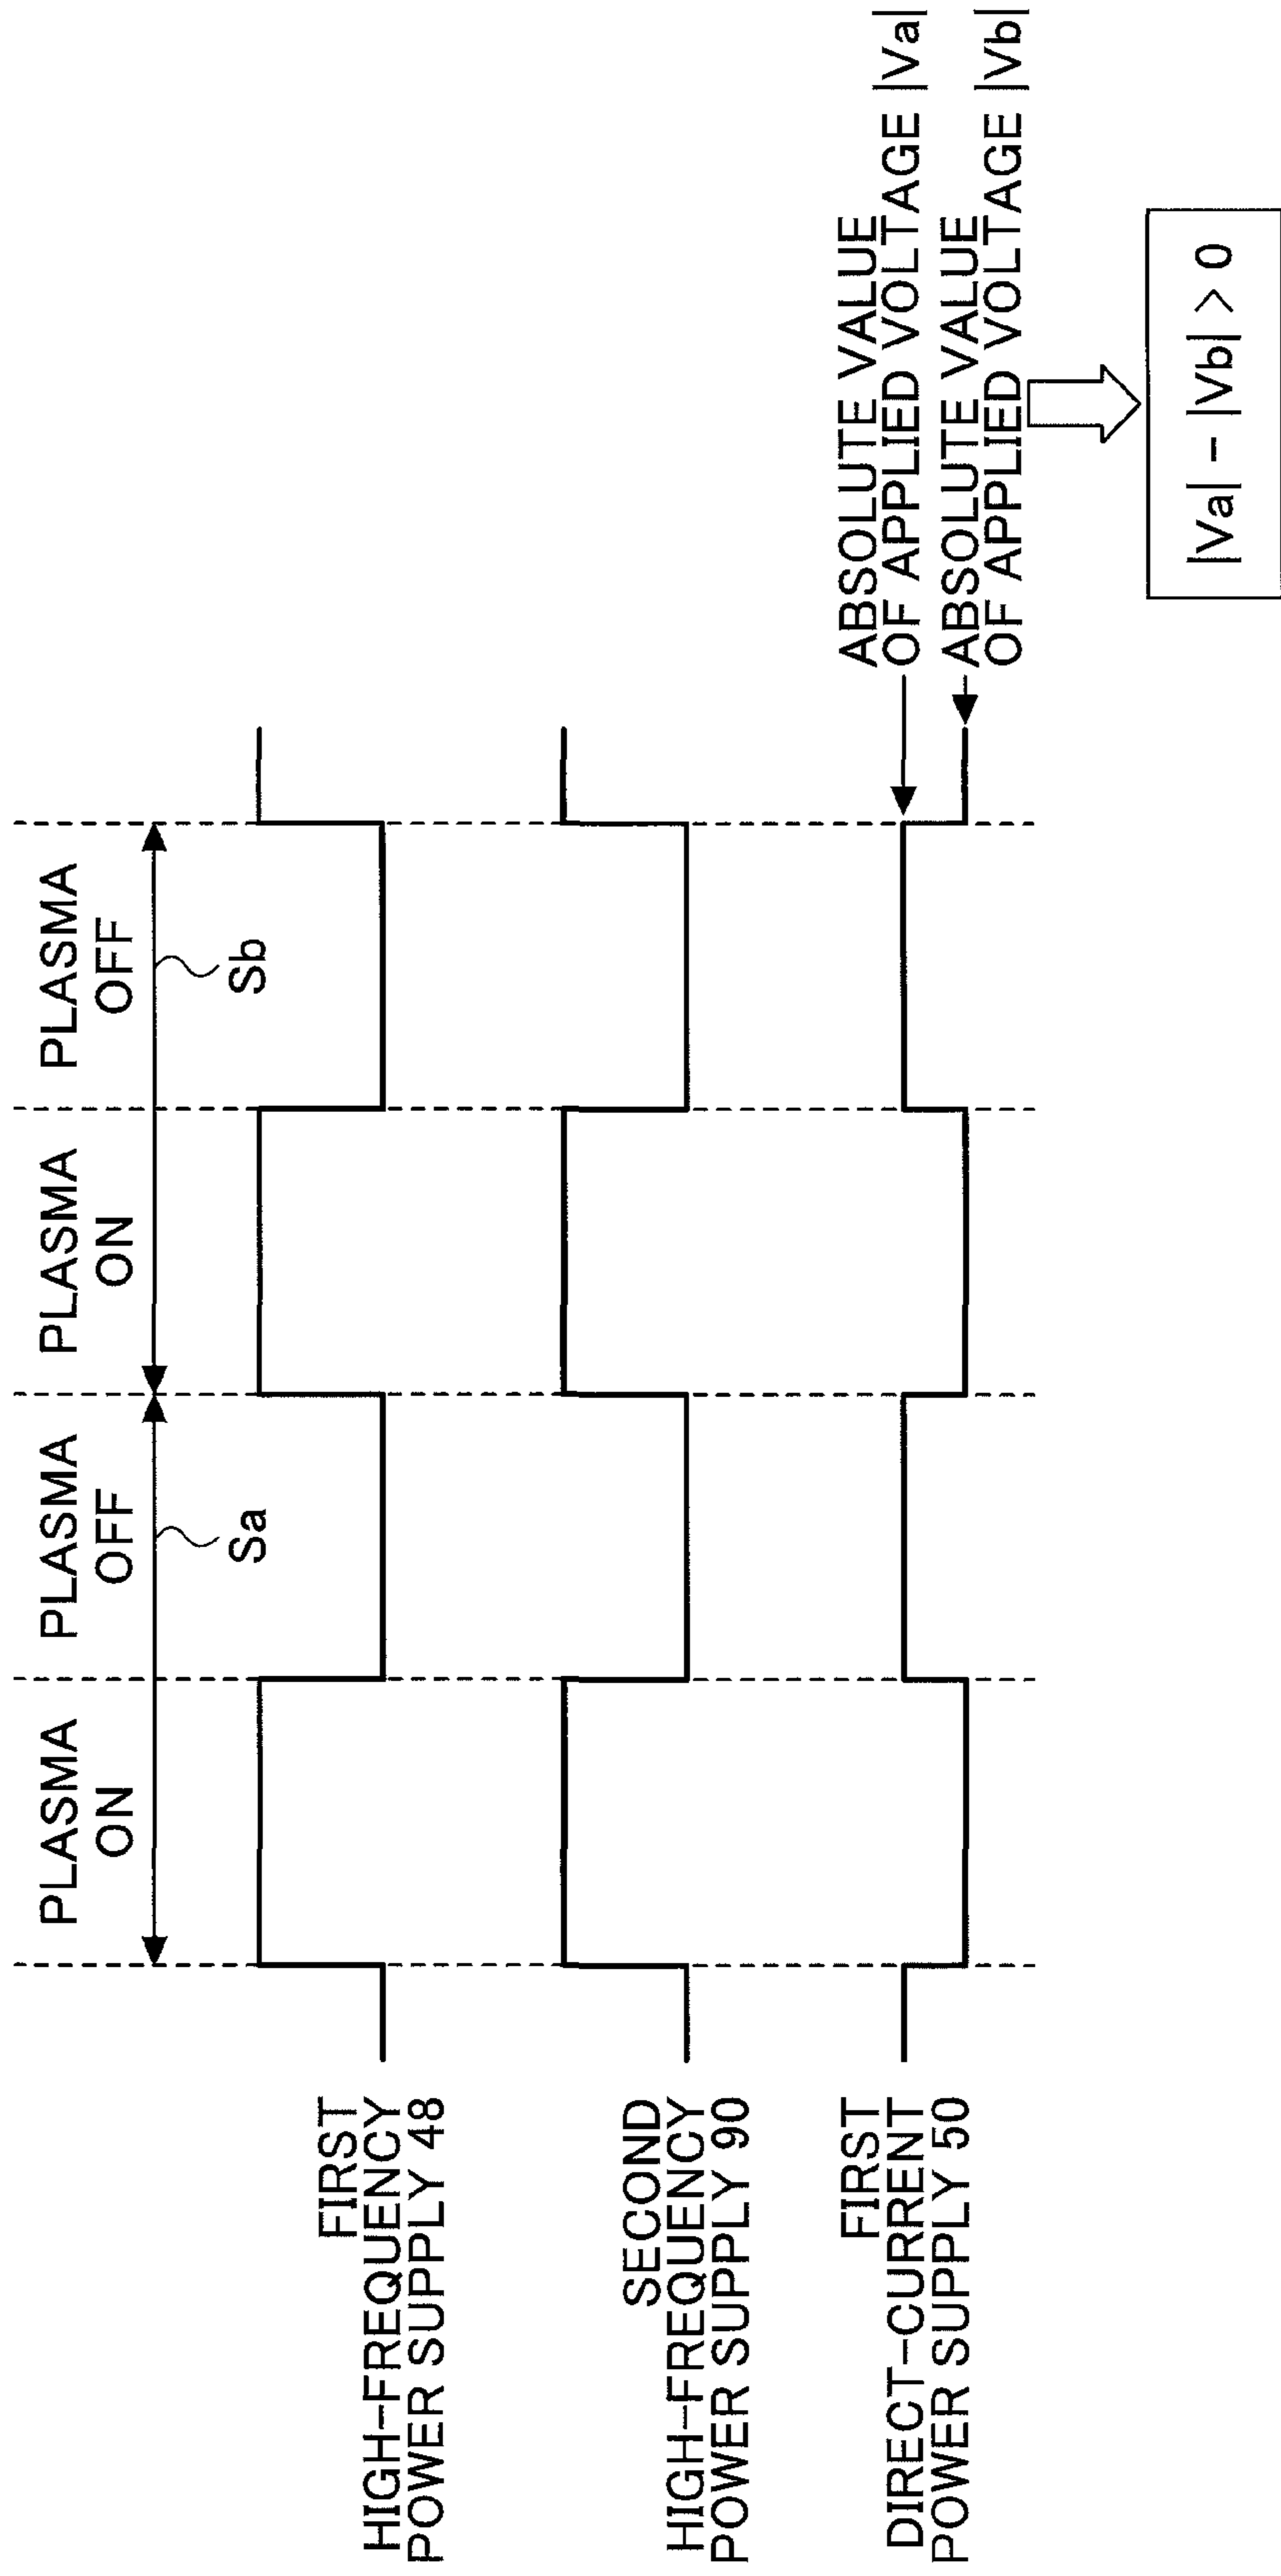 PLASMA
ON
PLASMA
OFF
PLASMA
ON
PLASMA
OFF
Sa
Sb
FIRST
HIGH-FREQUENCY
POWER SUPPLY 48
SECOND
HIGH-FREQUENCY
POWER SUPPLY 90
FIRST
DIRECT-CURRENT
POWER SUPPLY 50
ABSOLUTE VALUE
OF APPLIED VOLTAGE |Va|
ABSOLUTE VALUE
OF APPLIED VOLTAGE |Vb|
|Va| - |Vb| > 0